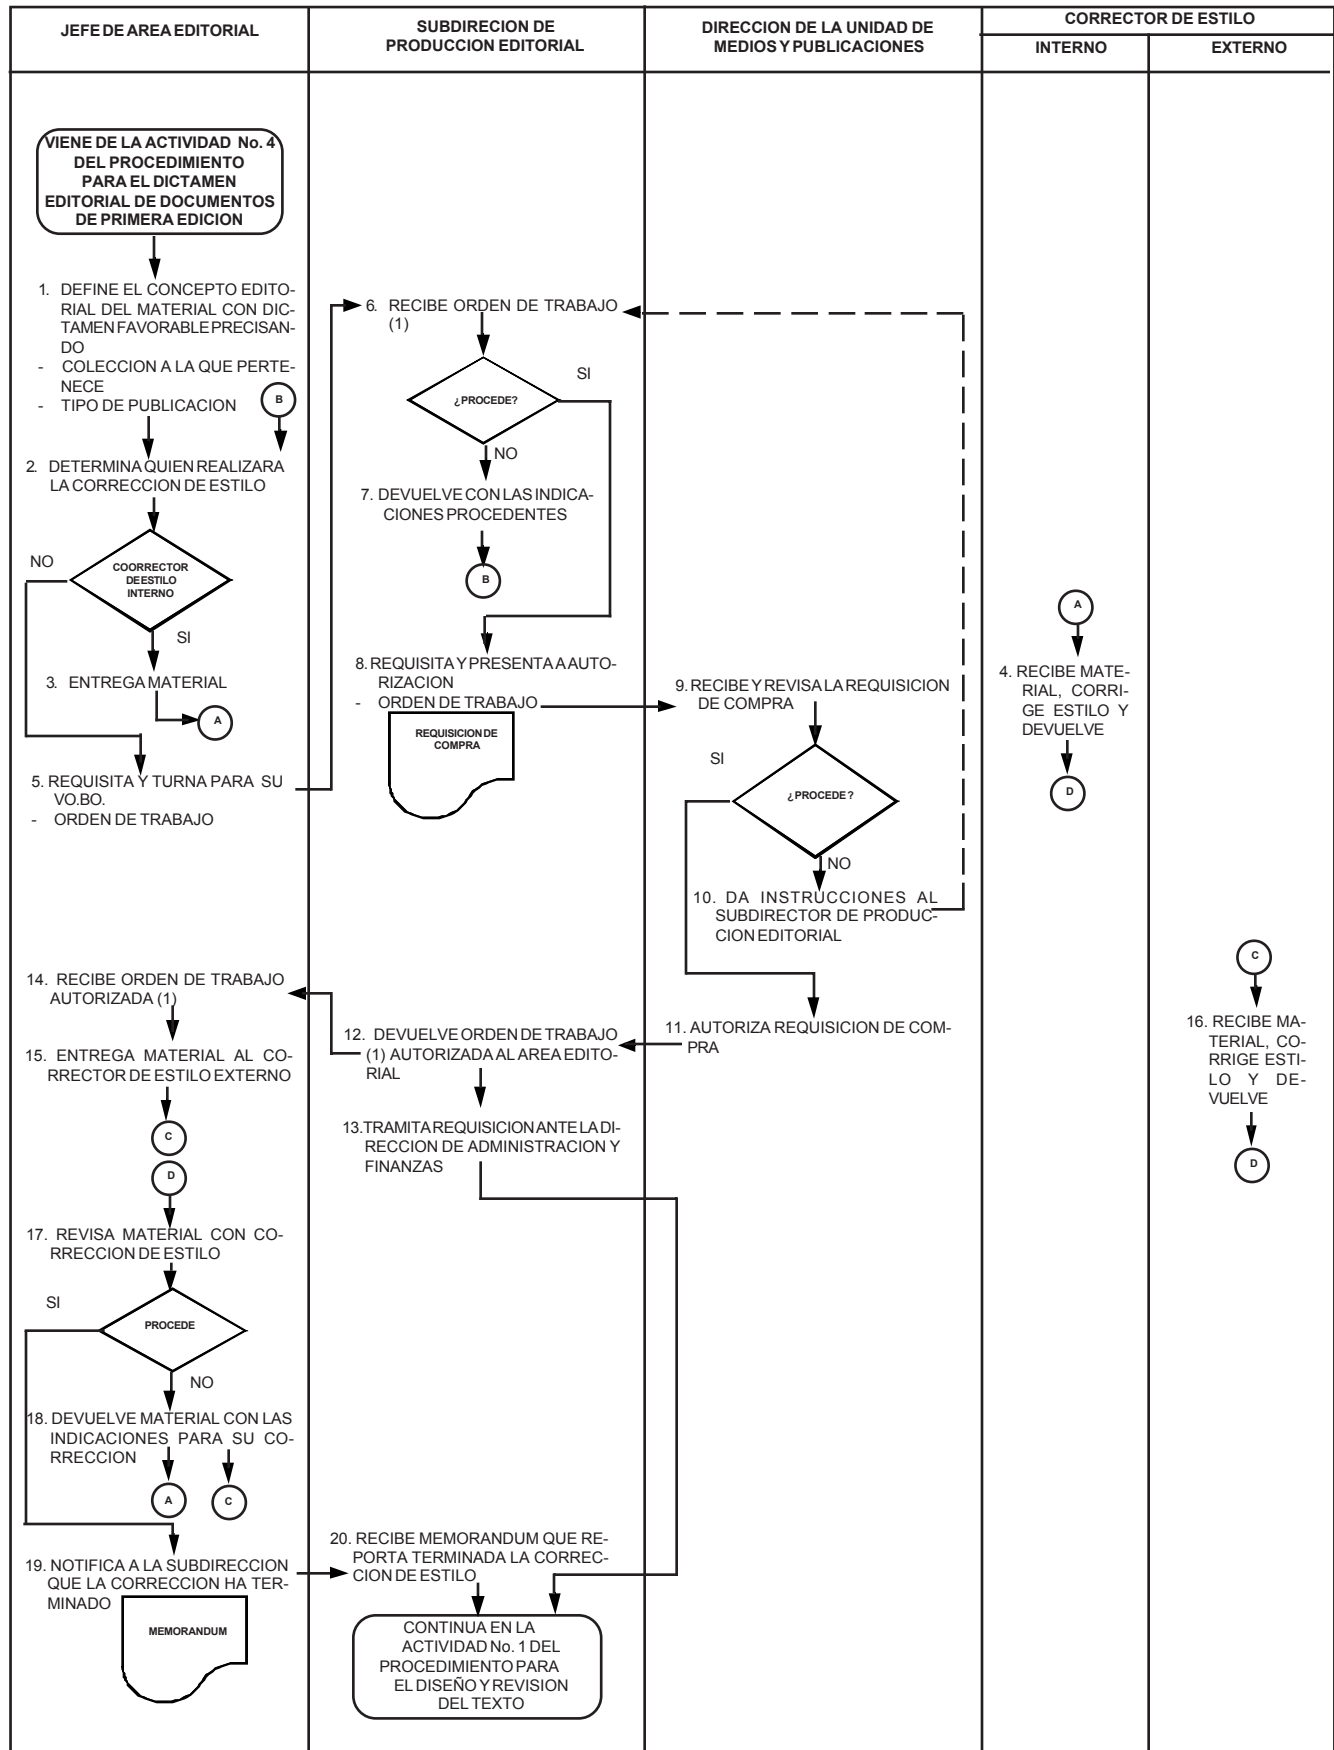 JEFE DE AREA EDITORIAL
SUBDIRECION DE
PRODUCCION EDITORIAL
DIRECCION DE LA UNIDAD DE
MEDIOS Y PUBLICACIONES
CORRECTOR DE ESTILO
INTERNO
EXTERNO
VIENE DE LA ACTIVIDAD No. 4
DEL PROCEDIMIENTO
PARA EL DICTAMEN
EDITORIAL DE DOCUMENTOS
DE PRIMERA EDICION
1. DEFINE EL CONCEPTO EDITO-
RIAL DEL MATERIAL CON DIC-
TAMEN FAVORABLE PRECISAN-
DO
- COLECCION A LA QUE PERTE-
NECE
- TIPO DE PUBLICACION
B
2. DETERMINA QUIEN REALIZARA
LA CORRECCION DE ESTILO
COORRECTOR
DE ESTILO
INTERNO
NO
SI
3. ENTREGA MATERIAL
A
5. REQUISITA Y TURNA PARA SU
VO.BO.
- ORDEN DE TRABAJO
6. RECIBE ORDEN DE TRABAJO
(1)
¿PROCEDE?
SI
NO
7. DEVUELVE CON LAS INDICA-
CIONES PROCEDENTES
B
8. REQUISITA Y PRESENTA A AUTO-
RIZACION
- ORDEN DE TRABAJO
REQUISICION DE
COMPRA
9. RECIBE Y REVISA LA REQUISICION
DE COMPRA
SI
¿PROCEDE?
NO
10. DA INSTRUCCIONES AL
SUBDIRECTOR DE PRODUC-
CION EDITORIAL
A
4. RECIBE MATE-
RIAL, CORRI-
GE ESTILO Y
DEVUELVE
D
11. AUTORIZA REQUISICION DE COM-
PRA
12. DEVUELVE ORDEN DE TRABAJO
(1) AUTORIZADA AL AREA EDITO-
RIAL
13. TRAMITA REQUISICION ANTE LA DI-
RECCION DE ADMINISTRACION Y
FINANZAS
14. RECIBE ORDEN DE TRABAJO
AUTORIZADA (1)
15. ENTREGA MATERIAL AL CO-
RRECTOR DE ESTILO EXTERNO
C
C
16. RECIBE MA-
TERIAL, CO-
RRIGE ESTI-
LO Y DE-
VUELVE
D
D
17. REVISA MATERIAL CON CO-
RRECCION DE ESTILO
SI
PROCEDE
NO
18. DEVUELVE MATERIAL CON LAS
INDICACIONES PARA SU CO-
RRECCION
A
C
19. NOTIFICA A LA SUBDIRECCION
QUE LA CORRECCION HA TER-
MINADO
MEMORANDUM
20. RECIBE MEMORANDUM QUE RE-
PORTA TERMINADA LA CORREC-
CION DE ESTILO
CONTINUA EN LA
ACTIVIDAD No. 1 DEL
PROCEDIMIENTO PARA
EL DISEÑO Y REVISION
DEL TEXTO